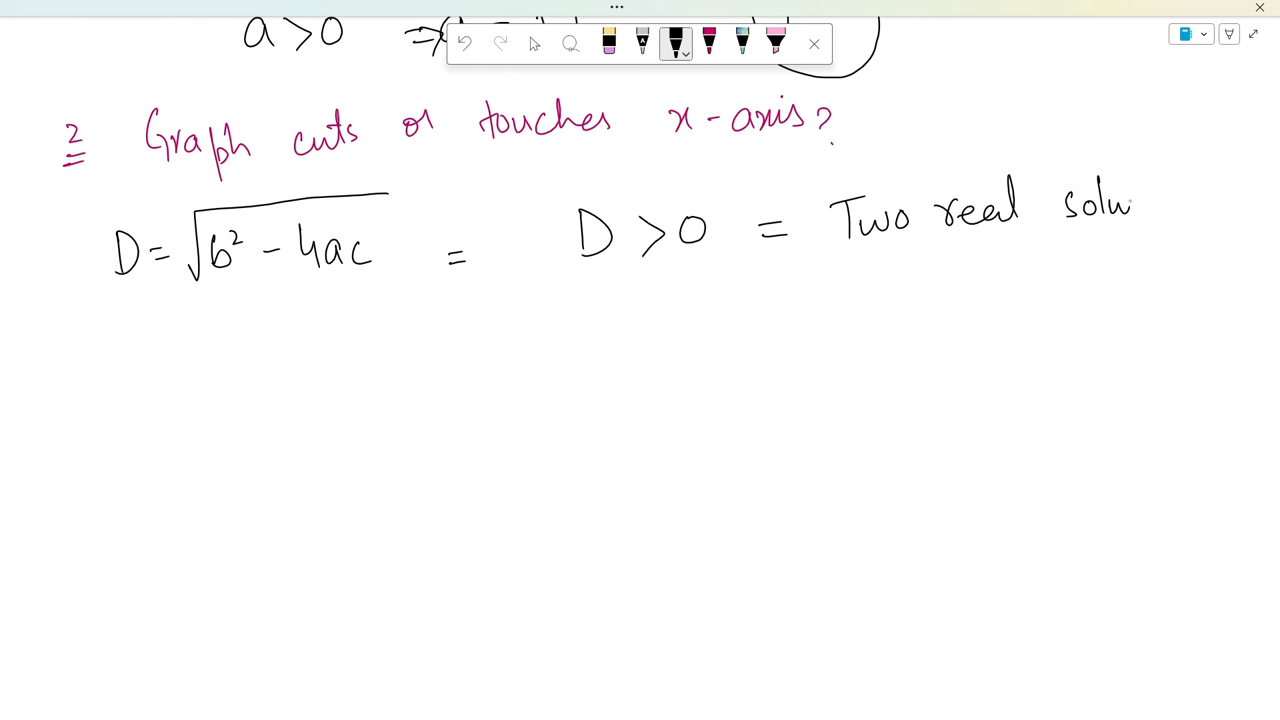 a > 0 ⇒
2 Graph cuts or touches x-axis?
D = √b² - 4ac = D > 0 = Two real solu